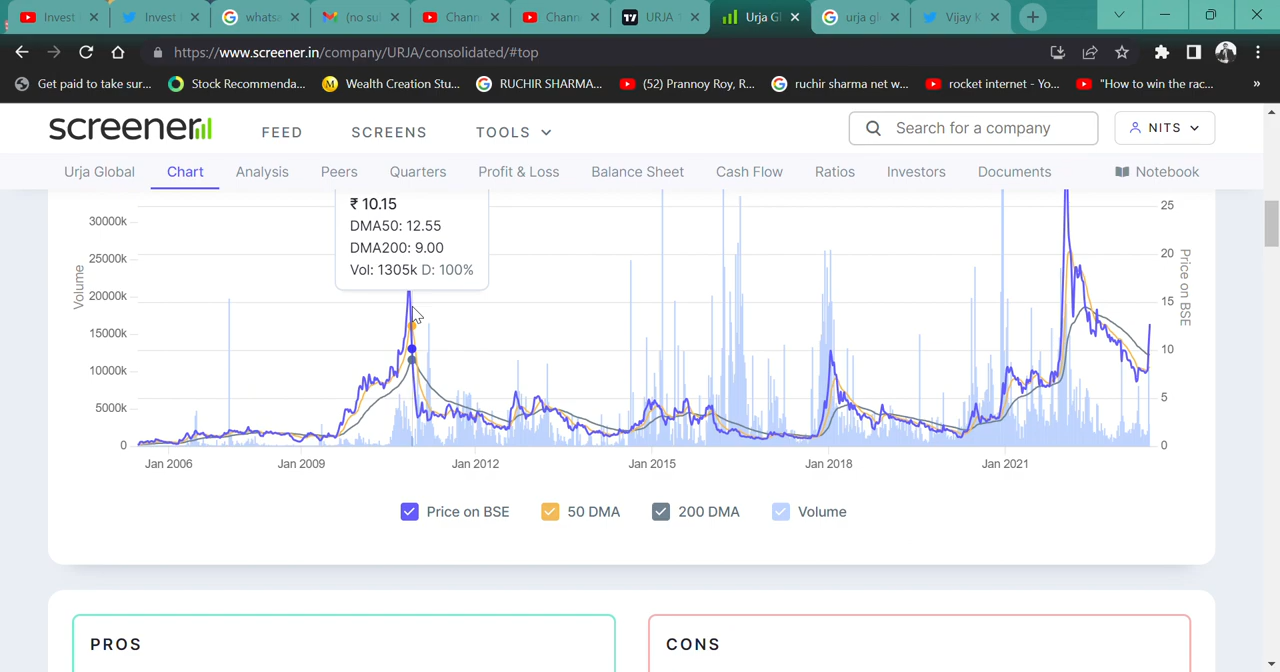 Invest
Invest
whatsa
(no su
Chann
Chann
URJA 1
Urja Gl
urja gl
Vijay K
https://www.screener.in/company/URJA/consolidated/#top
Get paid to take sur...
Stock Recommenda...
Wealth Creation Stu...
RUCHIR SHARMA...
(52) Prannoy Roy, R...
ruchir sharma net w...
rocket internet - Yo...
"How to win the rac...
»
screener
FEED
SCREENS
TOOLS
Search for a company
NITS
Urja Global
Chart
Analysis
Peers
Quarters
Profit & Loss
Balance Sheet
Cash Flow
Ratios
Investors
Documents
Notebook
₹ 10.15
DMA50: 12.55
DMA200: 9.00
Vol: 1305k D: 100%
Volume
30000k
25000k
20000k
15000k
10000k
5000k
0
25
20
15
10
5
0
Price on BSE
Jan 2006
Jan 2009
Jan 2012
Jan 2015
Jan 2018
Jan 2021
Price on BSE
50 DMA
200 DMA
Volume
PROS
CONS